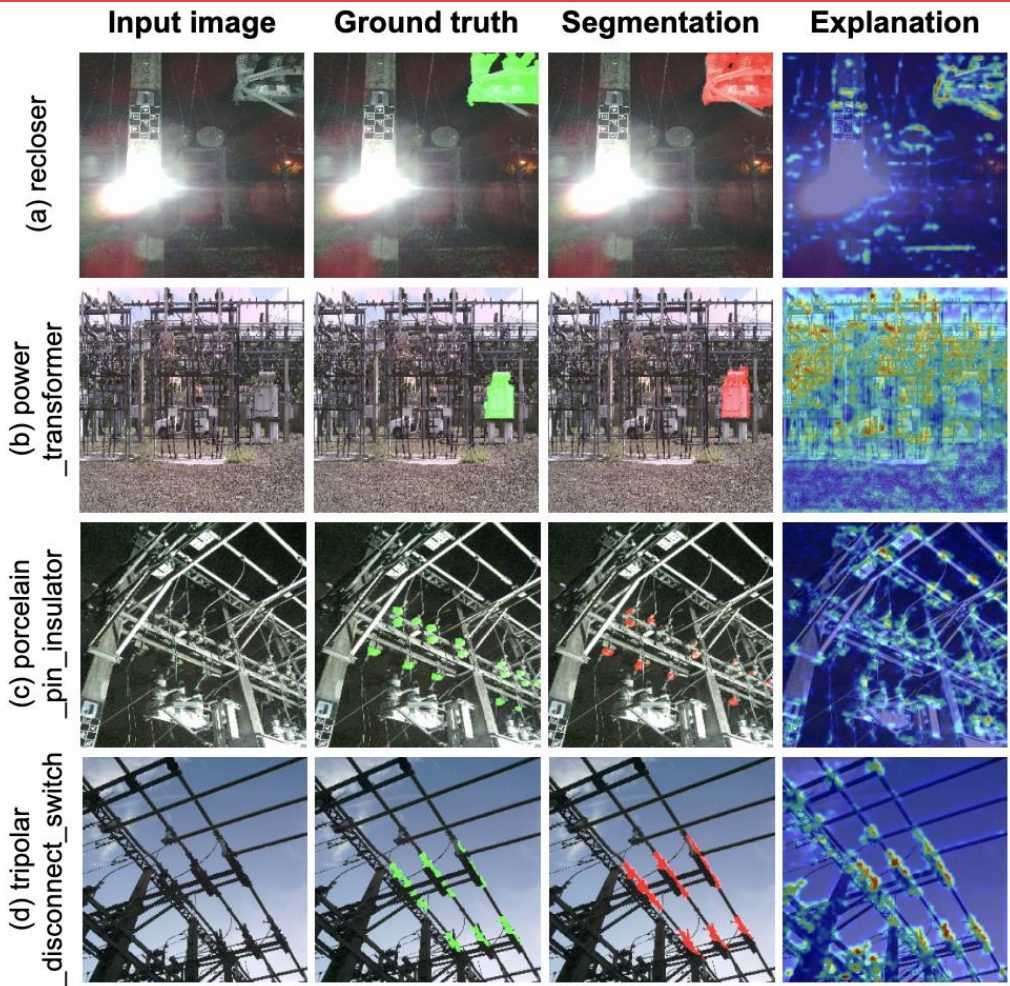 Input image Ground truth Segmentation Explanation
(a) recloser
(b) power
_transformer
(c) porcelain
_pin_insulator
(d) tripolar
_disconnect_switch